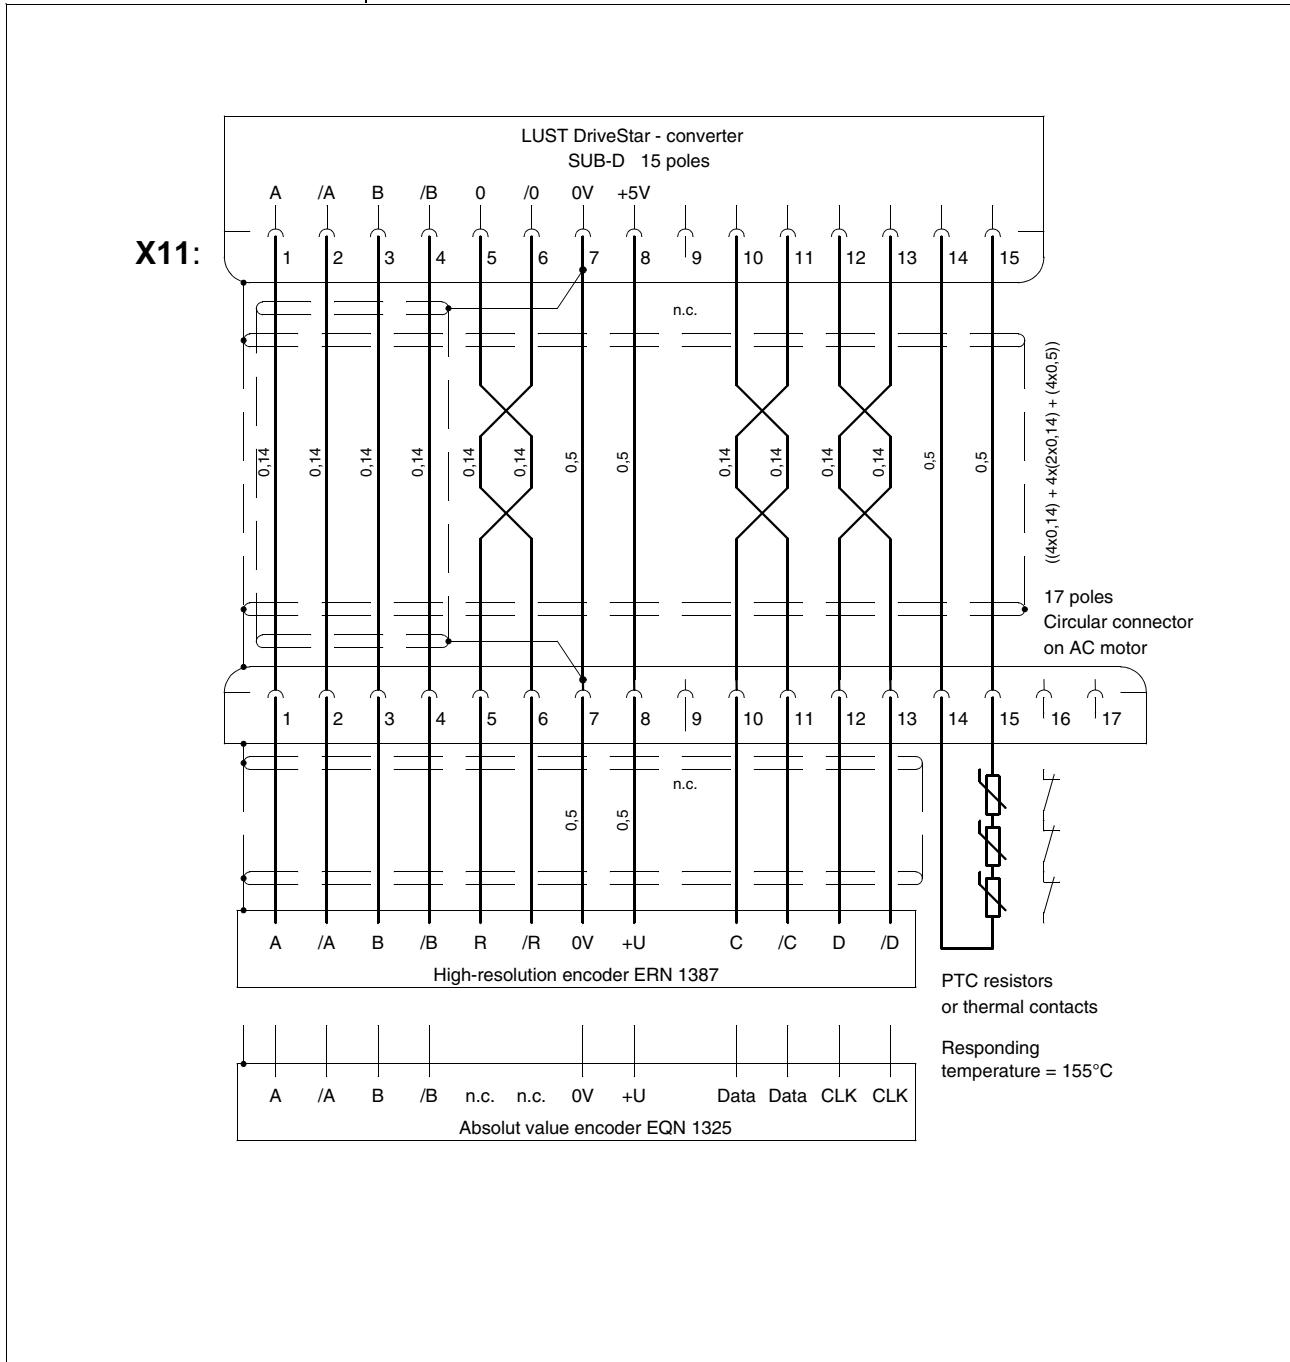 LUST DriveStar - converter
SUB-D 15 poles
A /A B /B 0 /0 0V +5V
X11:
1 2 3 4 5 6 7 8 9 10 11 12 13 14 15
n.c.
0,14 0,14 0,14 0,14 0,14 0,14 0,5 0,5 0,14 0,14 0,14 0,14 0,5 0,5
((4x0,14) + 4x(2x0,14) + (4x0,5))
17 poles
Circular connector
on AC motor
1 2 3 4 5 6 7 8 9 10 11 12 13 14 15 16 17
n.c.
0,5 0,5
A /A B /B R /R 0V +U C /C D /D
High-resolution encoder ERN 1387
PTC resistors
or thermal contacts
Responding
temperature = 155°C
A /A B /B n.c. n.c. 0V +U Data Data CLK CLK
Absolut value encoder EQN 1325